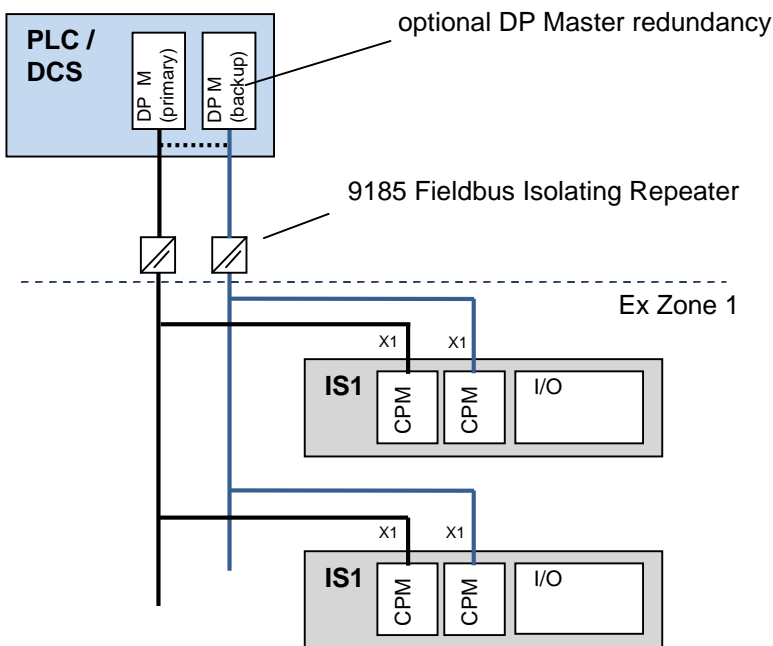 optional DP Master redundancy
PLC /
DCS
DP M
(primary)
DP M
(backup)
9185 Fieldbus Isolating Repeater
Ex Zone 1
X1
X1
IS1
CPM
CPM
I/O
X1
X1
IS1
CPM
CPM
I/O